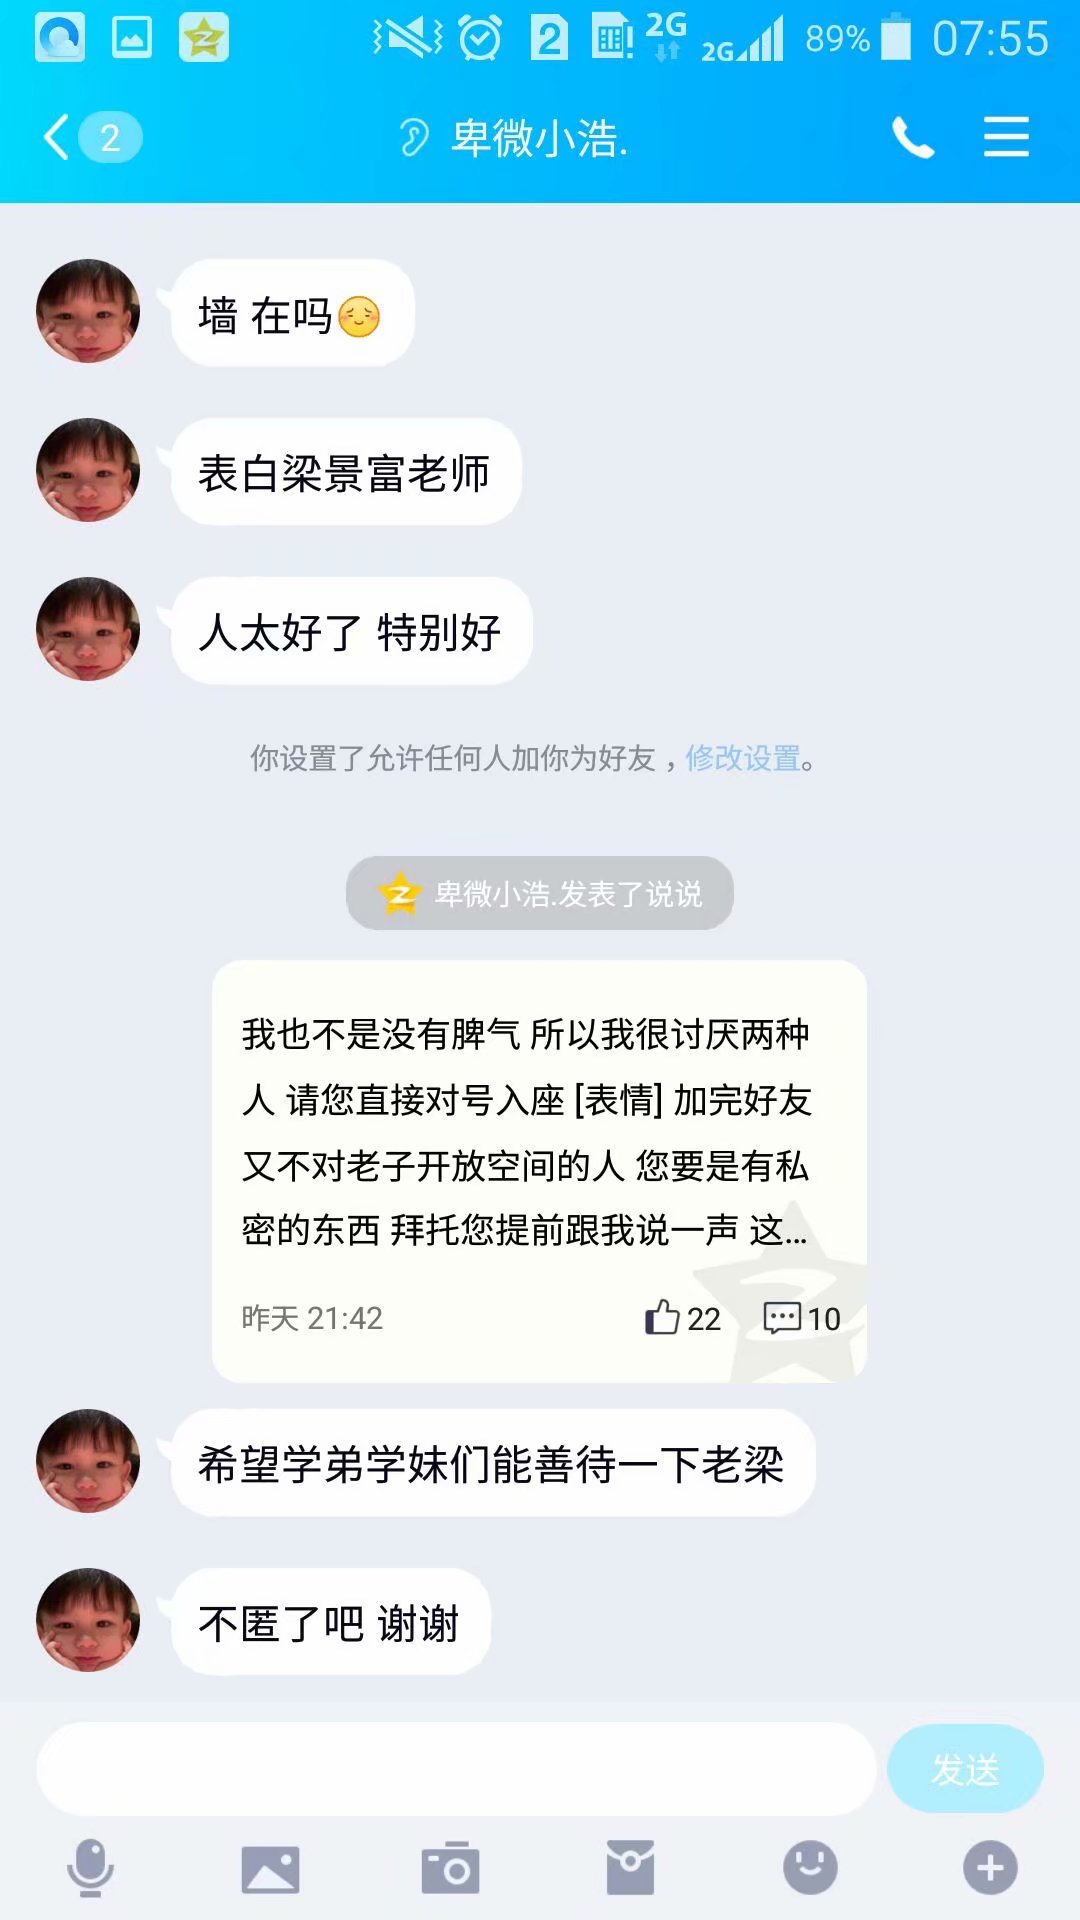 2 2G 2G 89% 07:55
2 卑微小浩.
墙 在吗
表白梁景富老师
人太好了 特别好
你设置了允许任何人加你为好友，修改设置。
卑微小浩.发表了说说
我也不是没有脾气 所以我很讨厌两种
人 请您直接对号入座 [表情] 加完好友
又不对老子开放空间的人 您要是有私
密的东西 拜托您提前跟我说一声 这...
昨天 21:42 22 10
希望学弟学妹们能善待一下老梁
不匿了吧 谢谢
发送